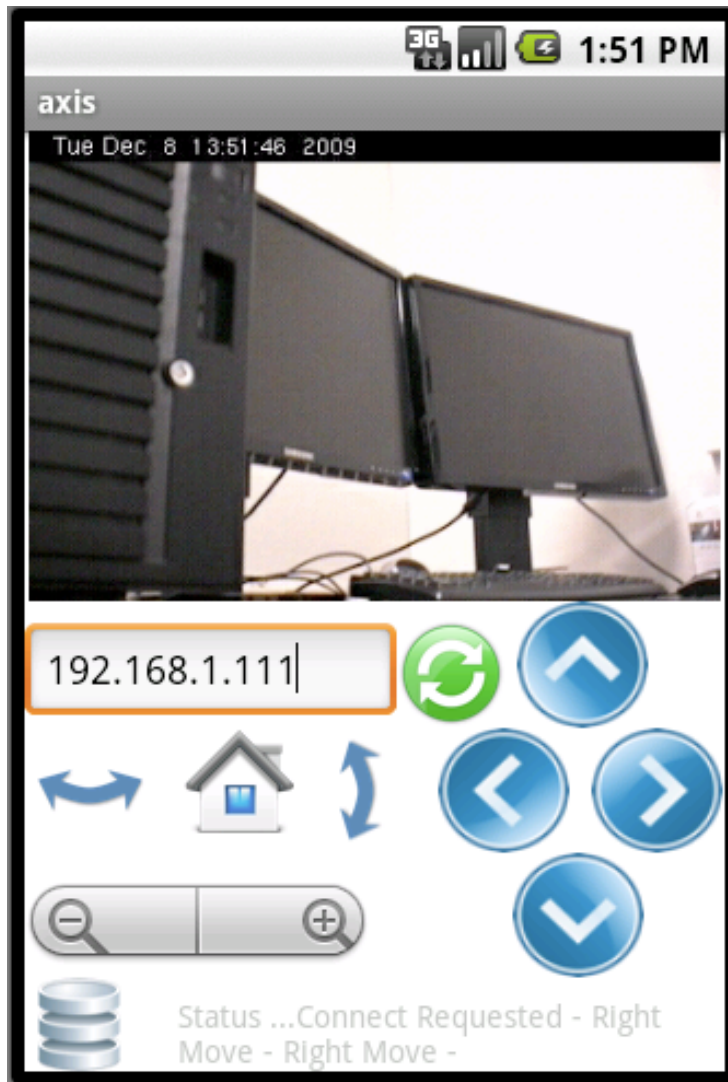 3G 1:51 PM
axis
Tue Dec 8 13:51:46 2009
192.168.1.111
Status ...Connect Requested - Right
Move - Right Move -